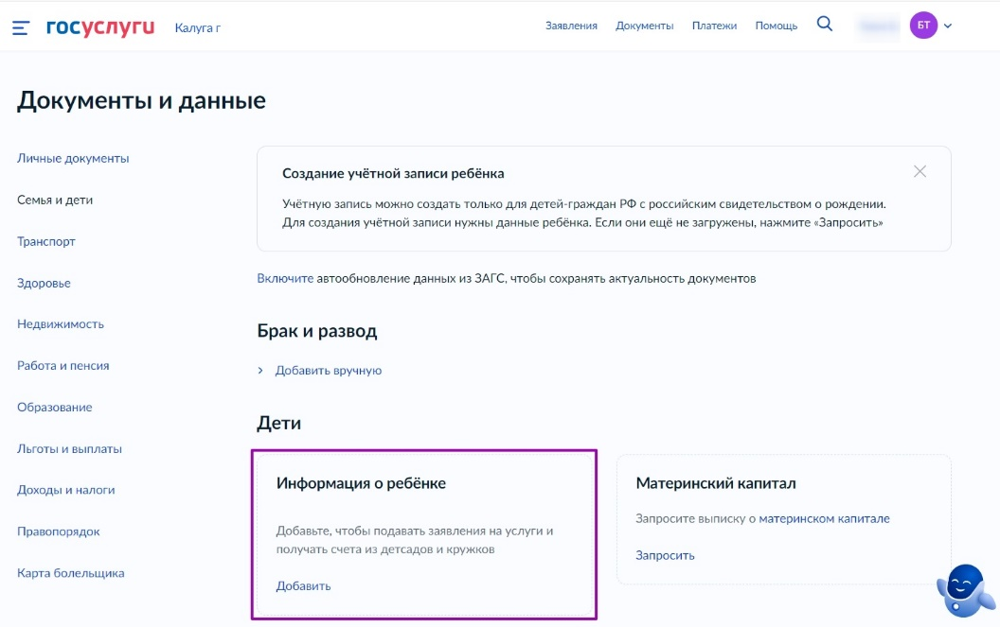 госуслуги
Калуга г
Заявления
Документы
Платежи
Помощь
БТ
Документы и данные
Личные документы
Семья и дети
Транспорт
Здоровье
Недвижимость
Работа и пенсия
Образование
Льготы и выплаты
Доходы и налоги
Правопорядок
Карта болельщика
Создание учётной записи ребёнка
Учётную запись можно создать только для детей-граждан РФ с российским свидетельством о рождении.
Для создания учётной записи нужны данные ребёнка. Если они ещё не загружены, нажмите «Запросить»
Включите автообновление данных из ЗАГС, чтобы сохранять актуальность документов
Брак и развод
Добавить вручную
Дети
Информация о ребёнке
Добавьте, чтобы подавать заявления на услуги и
получать счета из детсадов и кружков
Добавить
Материнский капитал
Запросите выписку о материнском капитале
Запросить